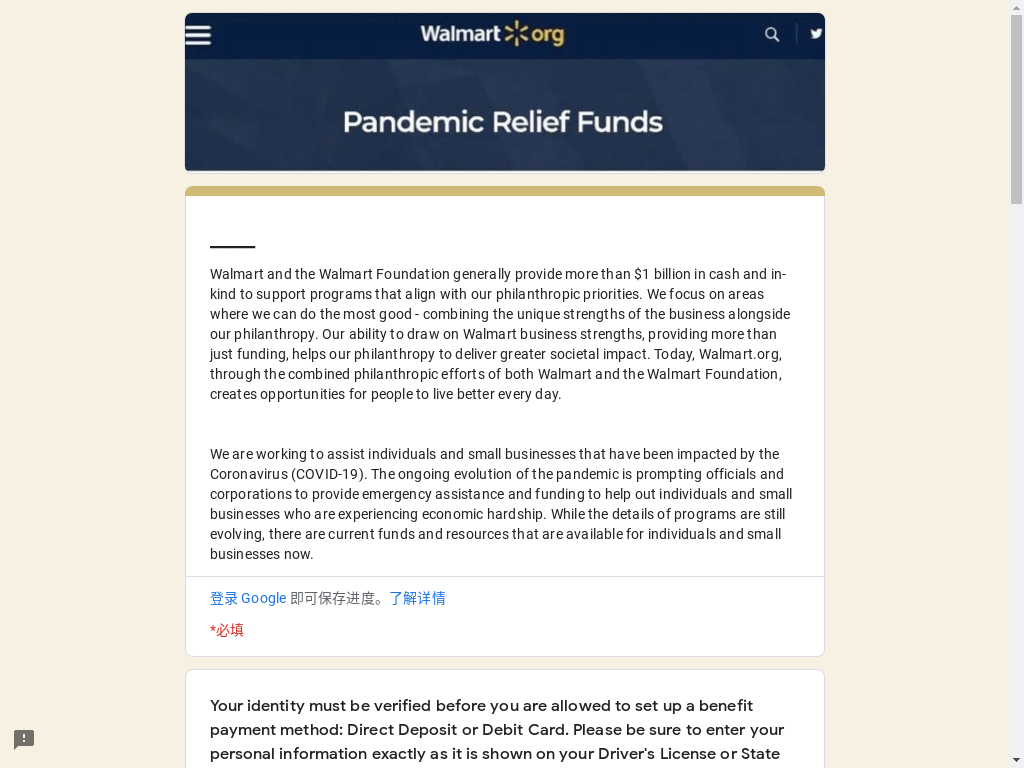 Walmart org
Pandemic Relief Funds
Walmart and the Walmart Foundation generally provide more than $1 billion in cash and in-
kind to support programs that align with our philanthropic priorities. We focus on areas
where we can do the most good - combining the unique strengths of the business alongside
our philanthropy. Our ability to draw on Walmart business strengths, providing more than
just funding, helps our philanthropy to deliver greater societal impact. Today, Walmart.org,
through the combined philanthropic efforts of both Walmart and the Walmart Foundation,
creates opportunities for people to live better every day.
We are working to assist individuals and small businesses that have been impacted by the
Coronavirus (COVID-19). The ongoing evolution of the pandemic is prompting officials and
corporations to provide emergency assistance and funding to help out individuals and small
businesses who are experiencing economic hardship. While the details of programs are still
evolving, there are current funds and resources that are available for individuals and small
businesses now.
登录 Google 即可保存进度。了解详情
*必填
Your identity must be verified before you are allowed to set up a benefit
payment method: Direct Deposit or Debit Card. Please be sure to enter your
personal information exactly as it is shown on your Driver's License or State